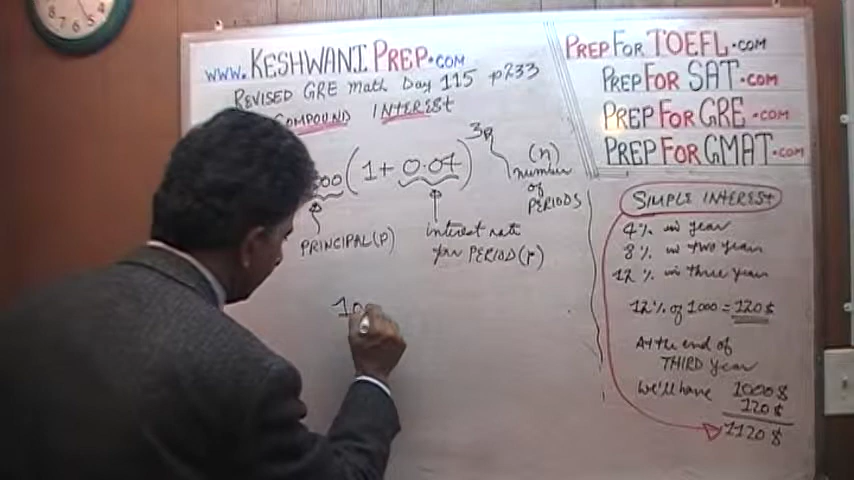 www.KESHWANIPREP.COM
REVISED GRE Math Day 115 p233
COMPOUND INTEREST
(1 + 0.04)
(n)
number
of
PERIODS
PRINCIPAL(P)
interest rate
per PERIOD(r)
100
PREPFORTOEFL.COM
PREPFORSAT.COM
PREPFORGRE.COM
PREPFORGMAT.COM
SIMPLE INTEREST
4% in year
8% in two years
12% in three years
12% of 1000 = 120$
At the end of
THIRD year
we'll have 1000$
120$
1120$